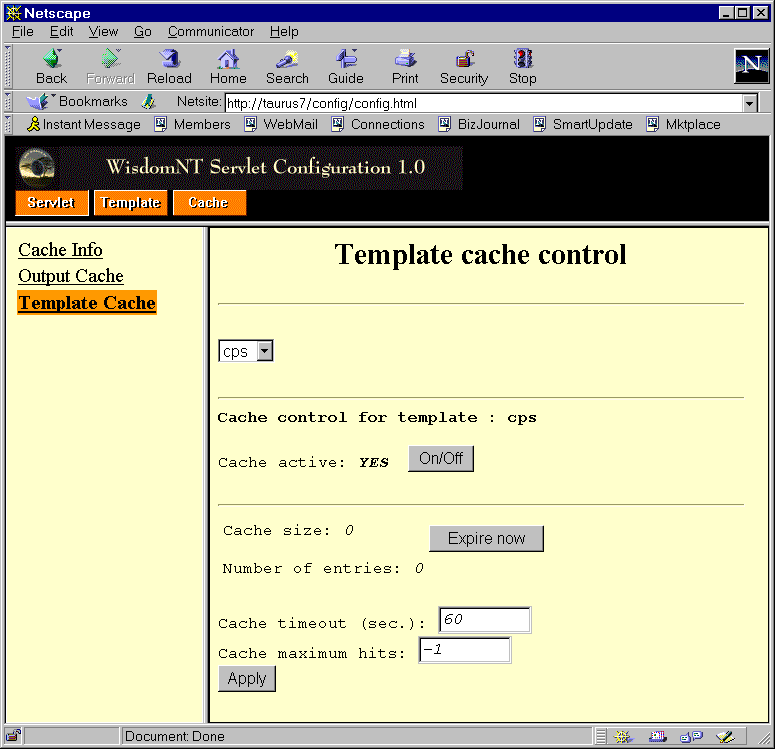 Netscape
File Edit View Go Communicator Help
Back Forward Reload Home Search Guide Print Security Stop
N
Bookmarks Netsite: http://taurus7/config/config.html
Instant Message Members WebMail Connections BizJournal SmartUpdate Mktplace
WisdomNT Servlet Configuration 1.0
Servlet Template Cache
Cache Info
Output Cache
Template Cache
Template cache control
cps
Cache control for template : cps
Cache active: YES On/Off
Cache size: 0 Expire now
Number of entries: 0
Cache timeout (sec.): 60
Cache maximum hits: -1
Apply
Document: Done